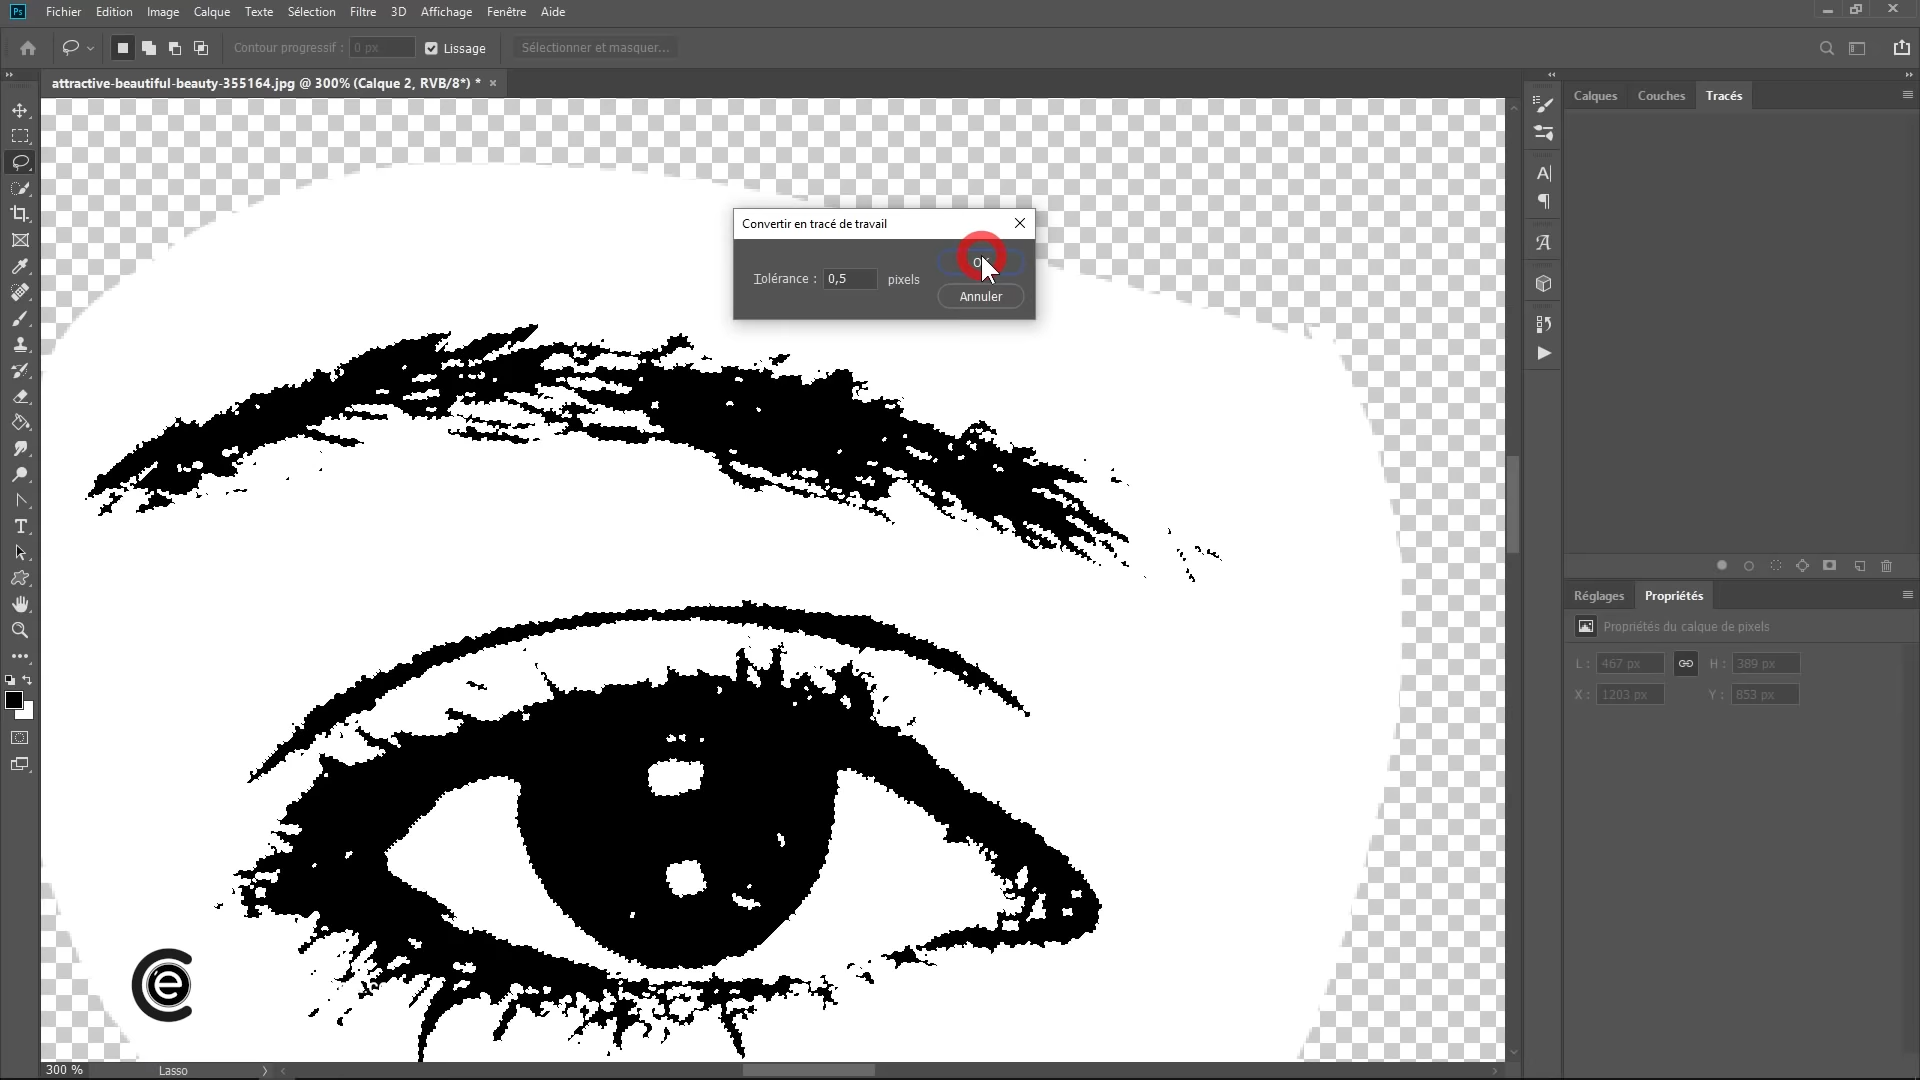 Ps Fichier Edition Image Calque Texte Sélection Filtre 3D Affichage Fenêtre Aide
Contour progressif : 0 px Lissage Sélectionner et masquer...
attractive-beautiful-beauty-355164.jpg @ 300% (Calque 2, RVB/8*) *
Calques Couches Tracés
Convertir en tracé de travail
OK
Tolérance : 0,5 pixels
Annuler
Réglages Propriétés
Propriétés du calque de pixels
L : 467 px H : 389 px
X : 1203 px Y : 853 px
300 % Lasso